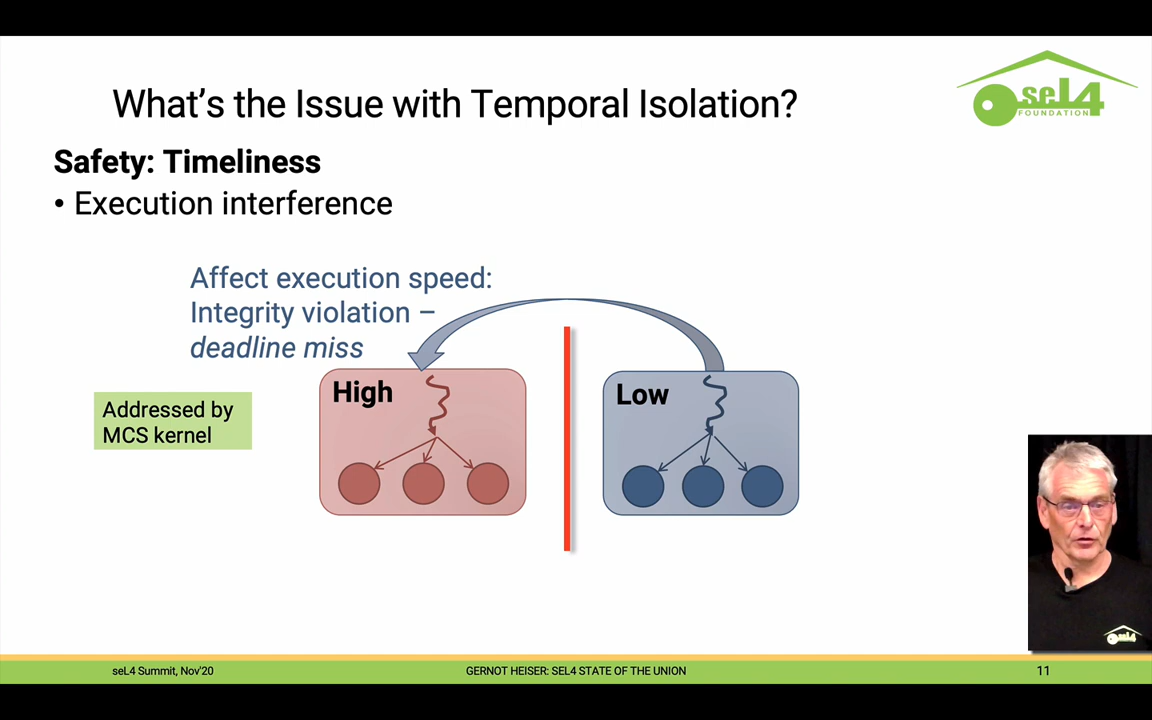 What's the Issue with Temporal Isolation?
seL4
FOUNDATION
Safety: Timeliness
• Execution interference
Affect execution speed:
Integrity violation –
deadline miss
High
Low
Addressed by
MCS kernel
seL4
seL4 Summit, Nov'20
GERNOT HEISER: SEL4 STATE OF THE UNION
11